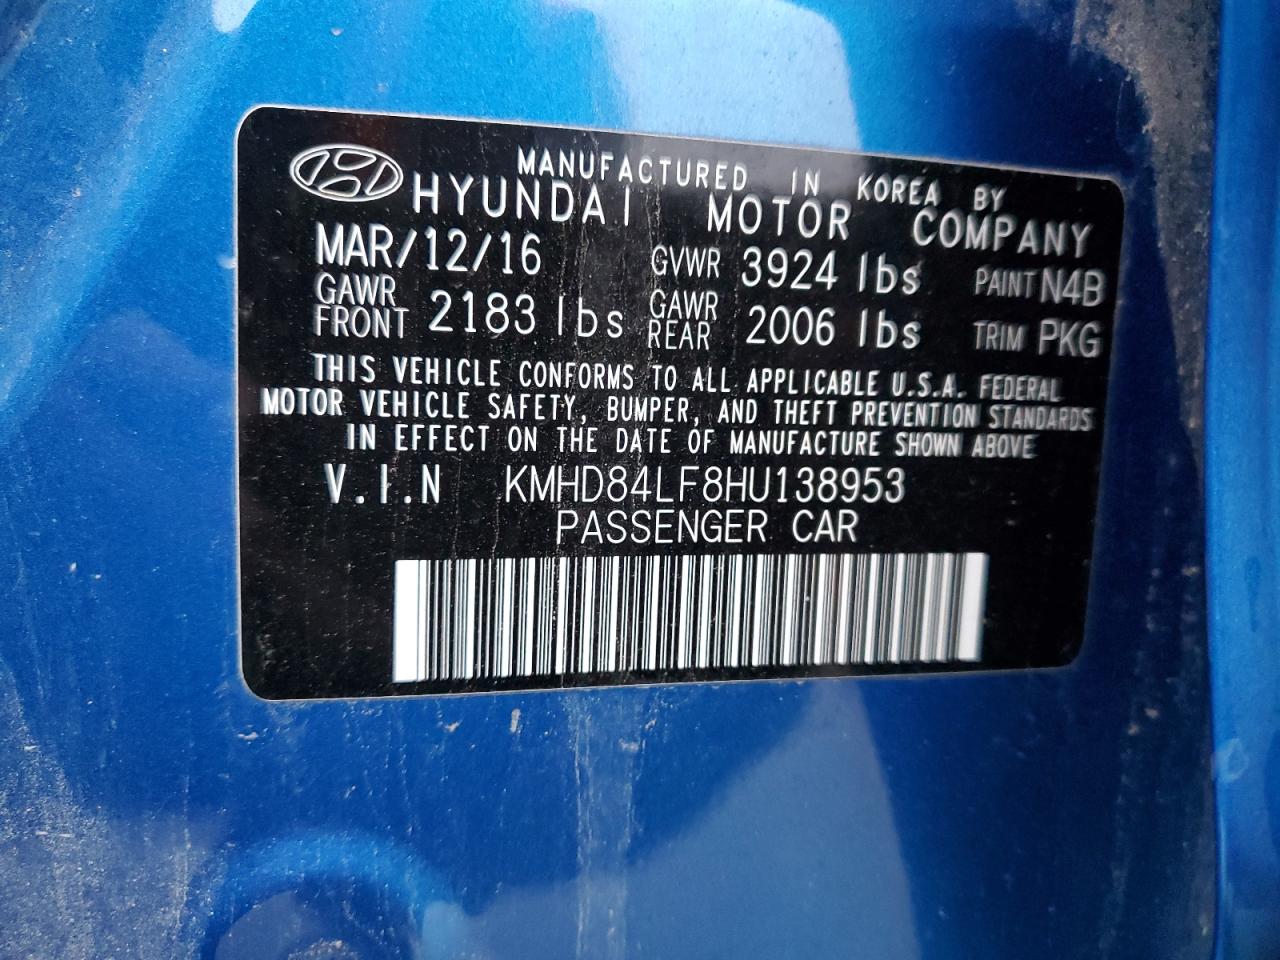 MANUFACTURED IN KOREA BY
HYUNDAI MOTOR COMPANY
MAR/12/16 GVWR 3924 lbs PAINT N4B
GAWR FRONT 2183 lbs GAWR REAR 2006 lbs TRIM PKG
THIS VEHICLE CONFORMS TO ALL APPLICABLE U.S.A. FEDERAL
MOTOR VEHICLE SAFETY, BUMPER, AND THEFT PREVENTION STANDARDS
IN EFFECT ON THE DATE OF MANUFACTURE SHOWN ABOVE
V.I.N KMHD84LF8HU138953
PASSENGER CAR